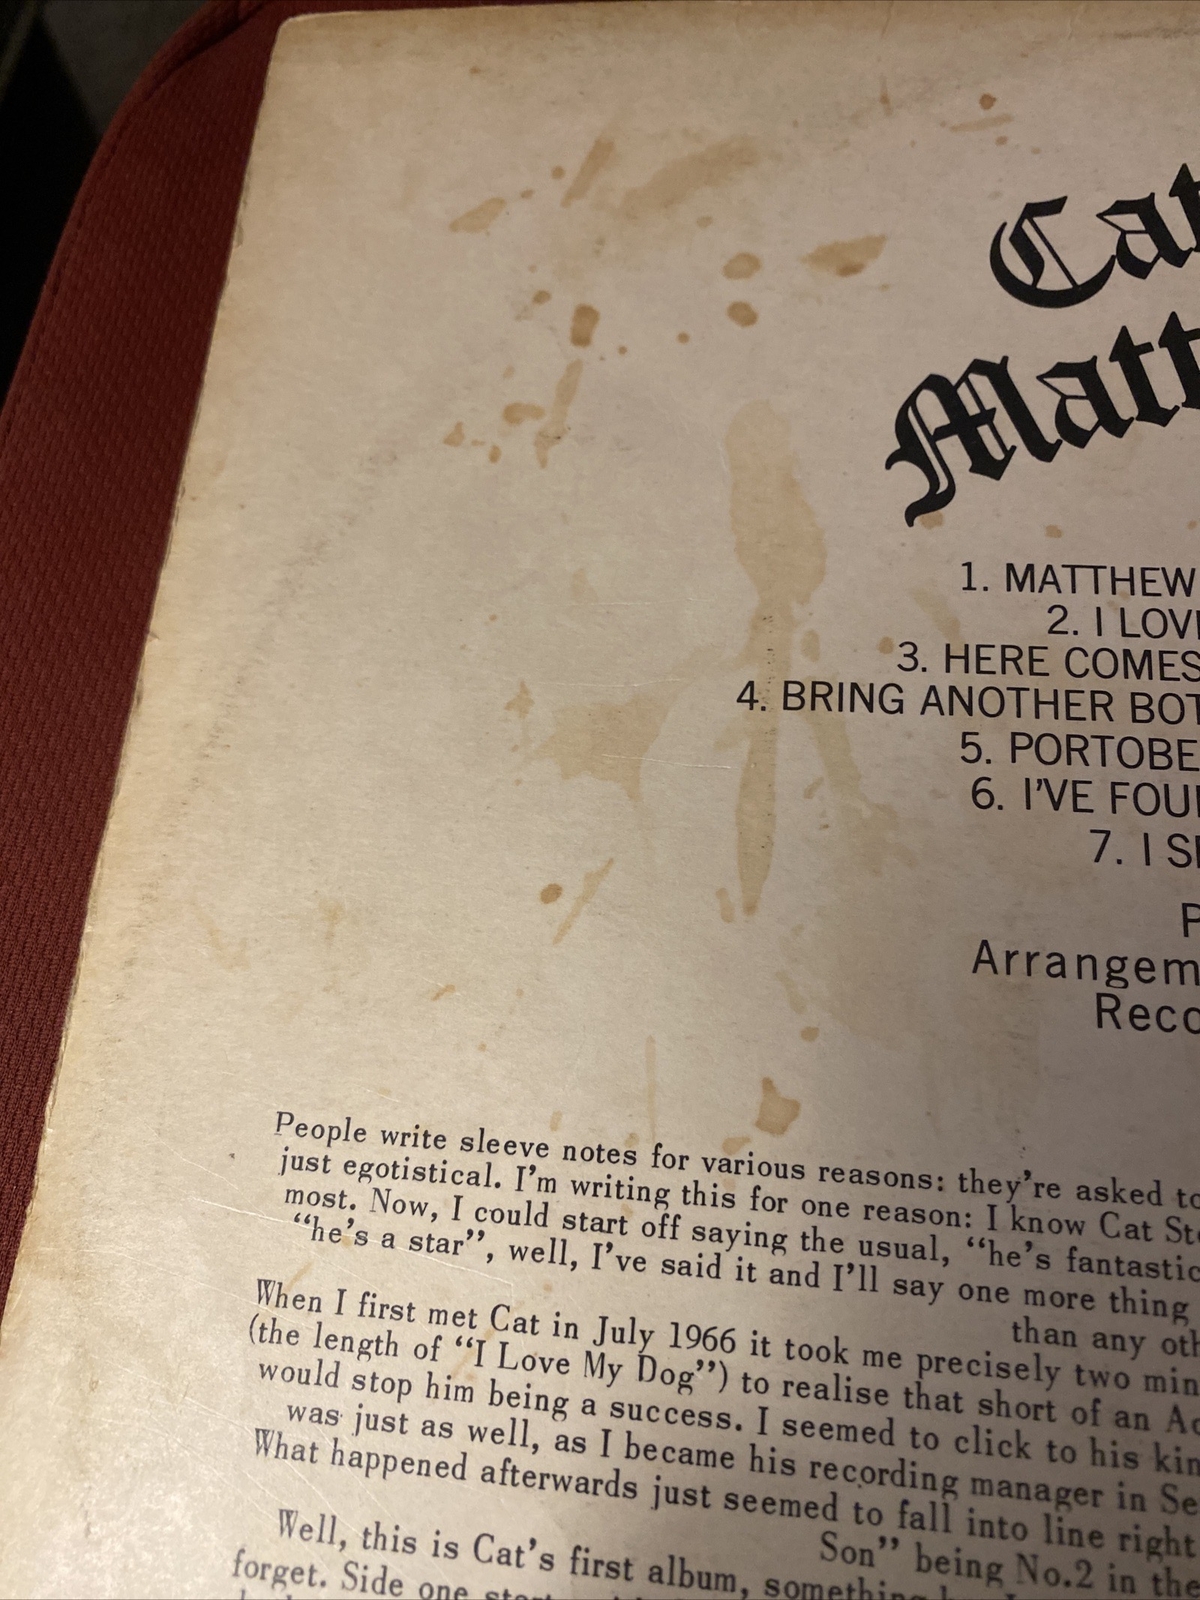 Cat
Matt
1. MATTHEW
2. I LOV
3. HERE COMES
4. BRING ANOTHER BOT
5. PORTOBE
6. I'VE FOU
7. I S
P
Arrangem
Reco
People write sleeve notes for various reasons: they're asked to
just egotistical. I'm writing this for one reason: I know Cat St
most. Now, I could start off saying the usual, “he's fantastic
“he's a star”, well, I've said it and I'll say one more thing
than any oth
When I first met Cat in July 1966 it took me precisely two min
(the length of “I Love My Dog”) to realise that short of an Ac
would stop him being a success. I seemed to click to his kin
was just as well, as I became his recording manager in Se
What happened afterwards just seemed to fall into line right
Son” being No.2 in the
Well, this is Cat's first album, something
forget. Side one